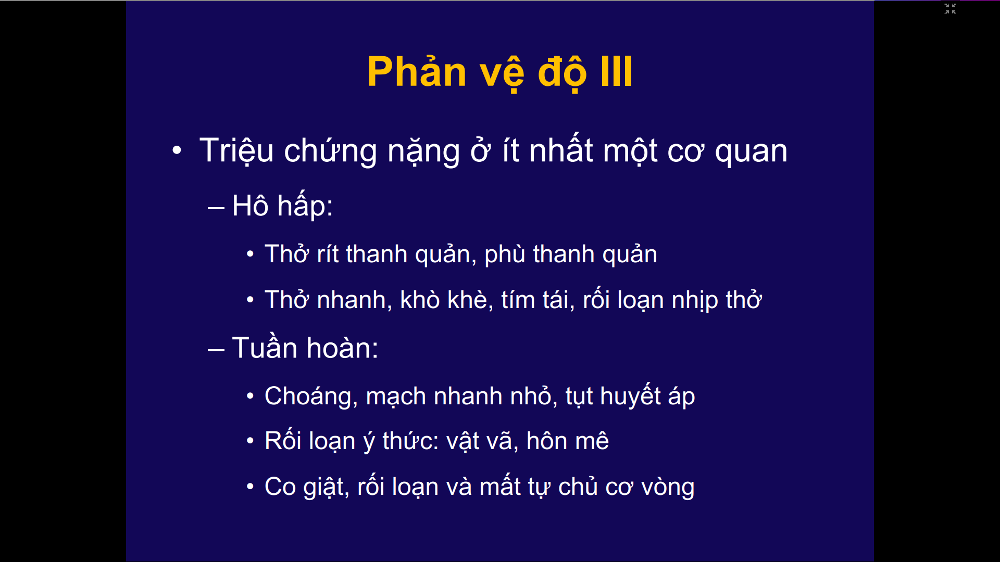 Phản vệ độ III
• Triệu chứng nặng ở ít nhất một cơ quan
– Hô hấp:
• Thở rít thanh quản, phù thanh quản
• Thở nhanh, khò khè, tím tái, rối loạn nhịp thở
– Tuần hoàn:
• Choáng, mạch nhanh nhỏ, tụt huyết áp
• Rối loạn ý thức: vật vã, hôn mê
• Co giật, rối loạn và mất tự chủ cơ vòng